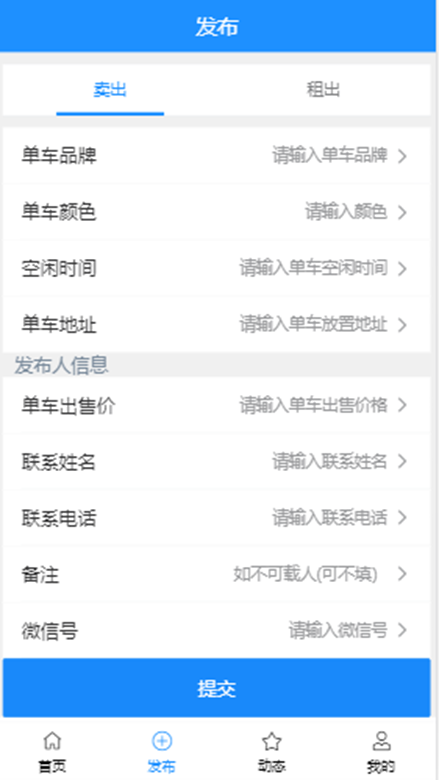 发布
卖出 租出
单车品牌 请输入单车品牌
单车颜色 请输入颜色
空闲时间 请输入单车空闲时间
单车地址 请输入单车放置地址
发布人信息
单车出售价 请输入单车出售价格
联系姓名 请输入联系姓名
联系电话 请输入联系电话
备注 如不可载人(可不填)
微信号 请输入微信号
提交
首页 发布 动态 我的